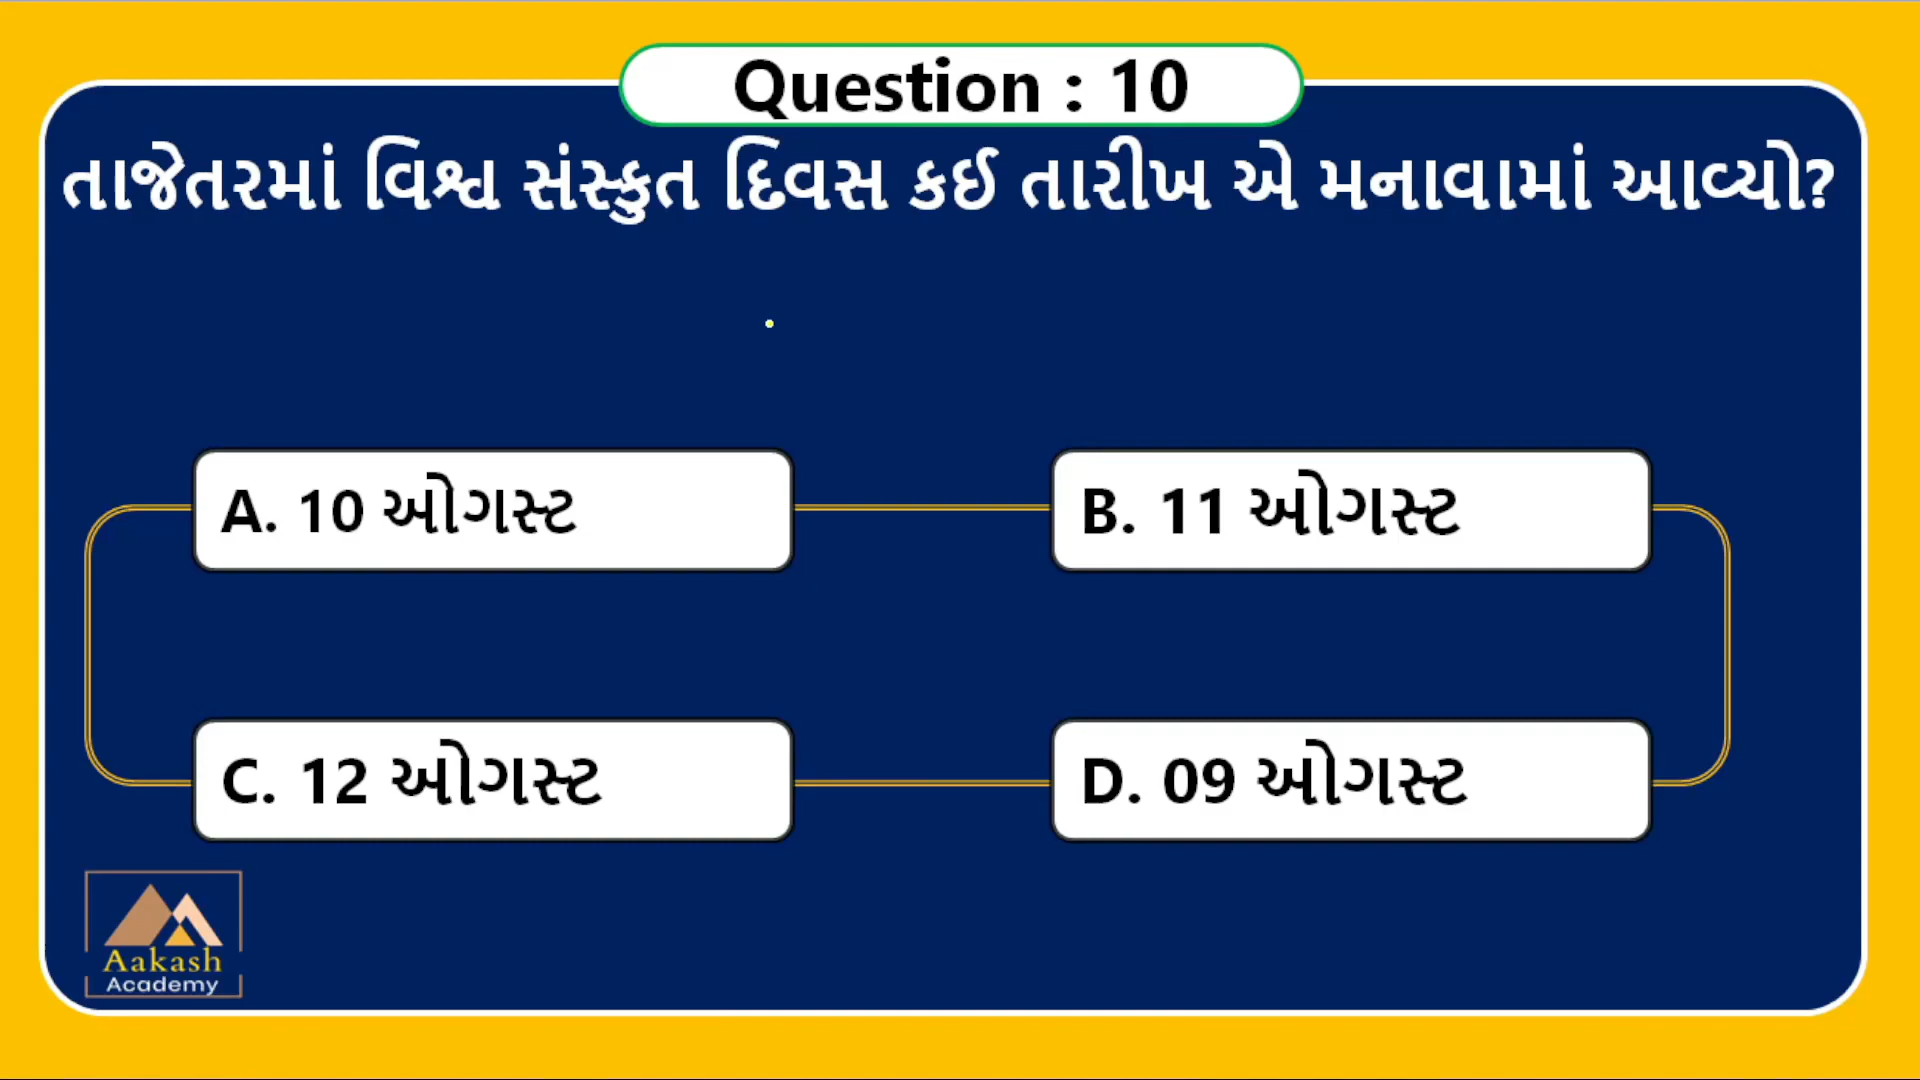 Question : 10
તાજેતરમાં વિશ્વ સંસ્કુત દિવસ કઈ તારીખ એ મનાવામાં આવ્યો?
A. 10 ઓગસ્ટ
B. 11 ઓગસ્ટ
C. 12 ઓગસ્ટ
D. 09 ઓગસ્ટ
Aakash
Academy